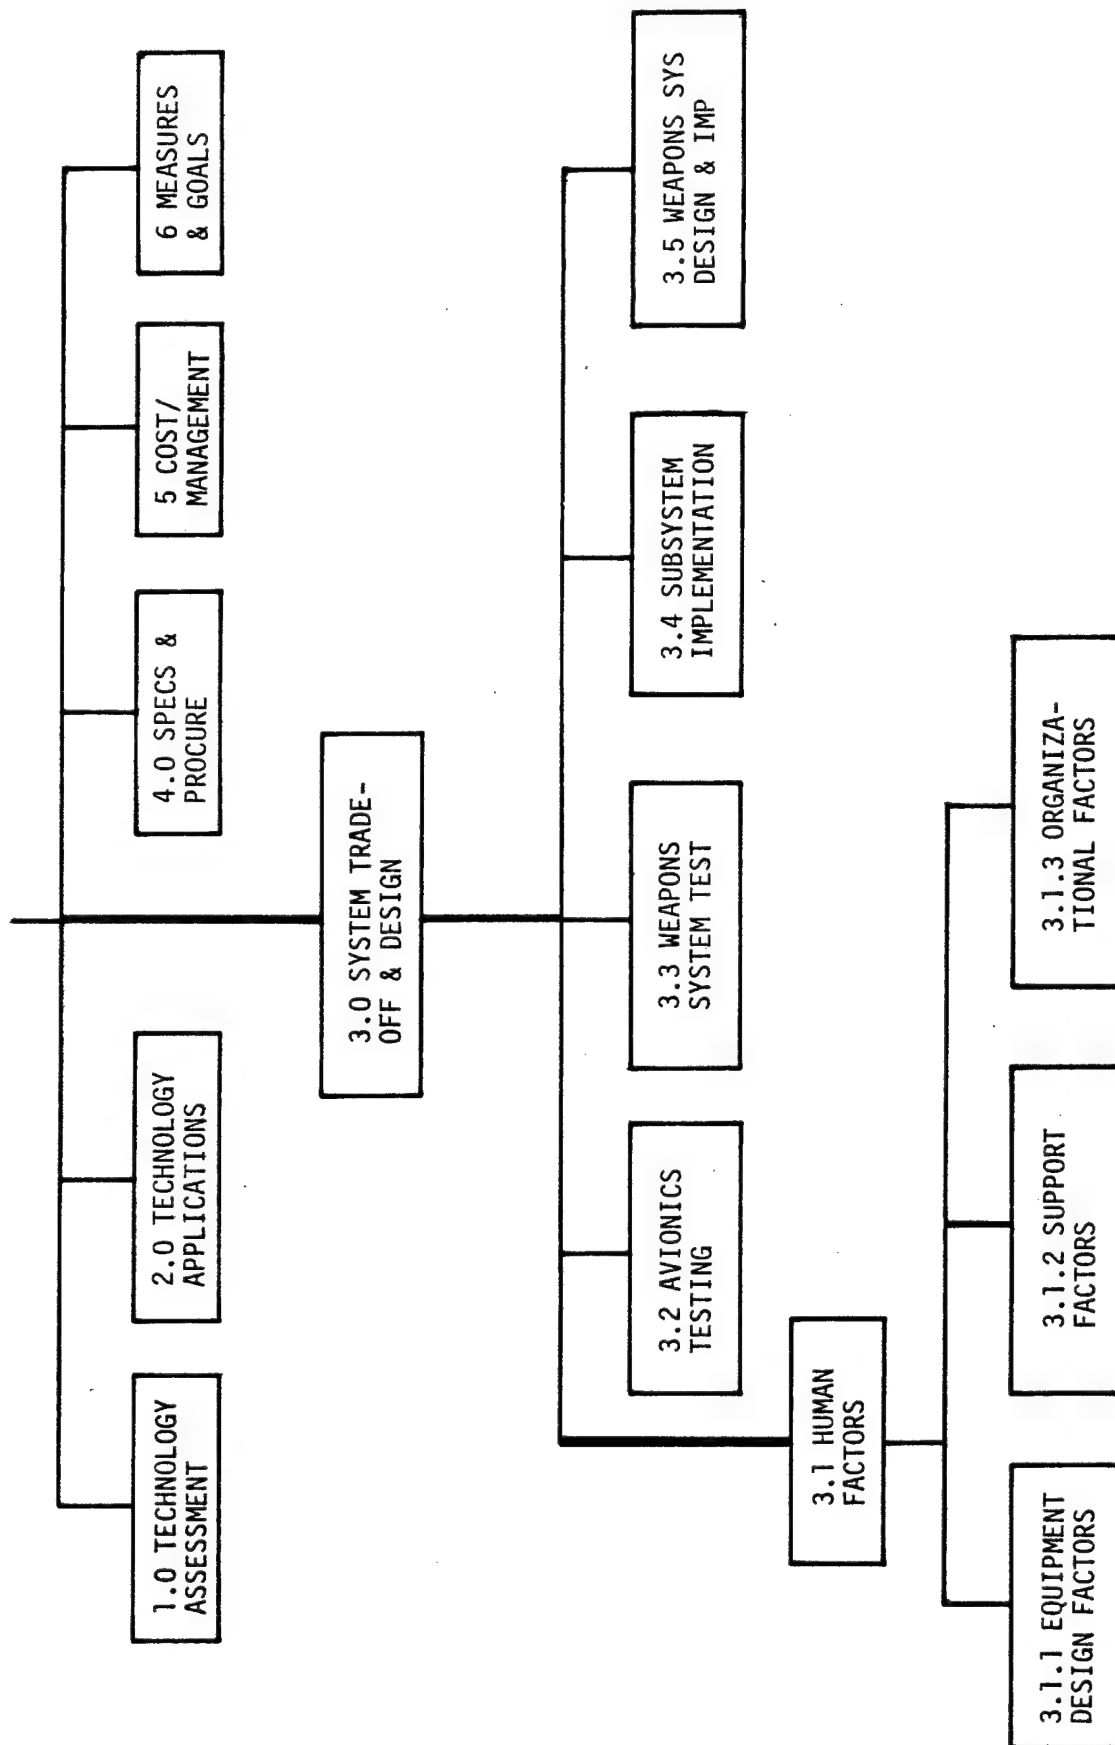 1.0 TECHNOLOGY
ASSESSMENT
2.0 TECHNOLOGY
APPLICATIONS
4.0 SPECS &
PROCURE
5 COST/
MANAGEMENT
6 MEASURES
& GOALS
3.0 SYSTEM TRADE-
OFF & DESIGN
3.2 AVIONICS
TESTING
3.3 WEAPONS
SYSTEM TEST
3.4 SUBSYSTEM
IMPLEMENTATION
3.5 WEAPONS SYS
DESIGN & IMP
3.1 HUMAN
FACTORS
3.1.1 EQUIPMENT
DESIGN FACTORS
3.1.2 SUPPORT
FACTORS
3.1.3 ORGANIZA-
TIONAL FACTORS